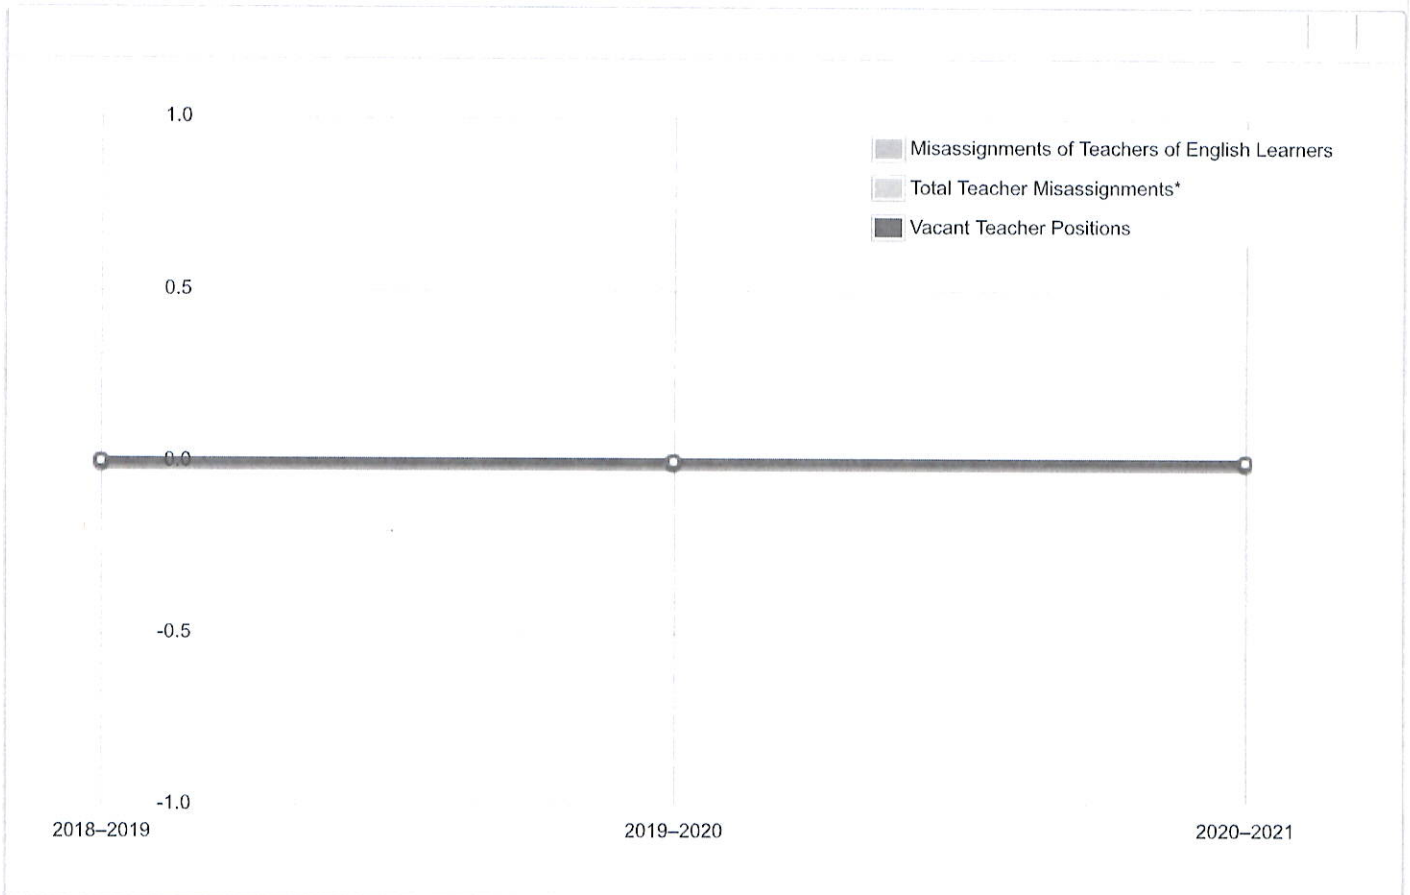 1.0
Misassignments of Teachers of English Learners
Total Teacher Misassignments*
Vacant Teacher Positions
0.5
0.0
-0.5
-1.0
2018–2019
2019–2020
2020–2021